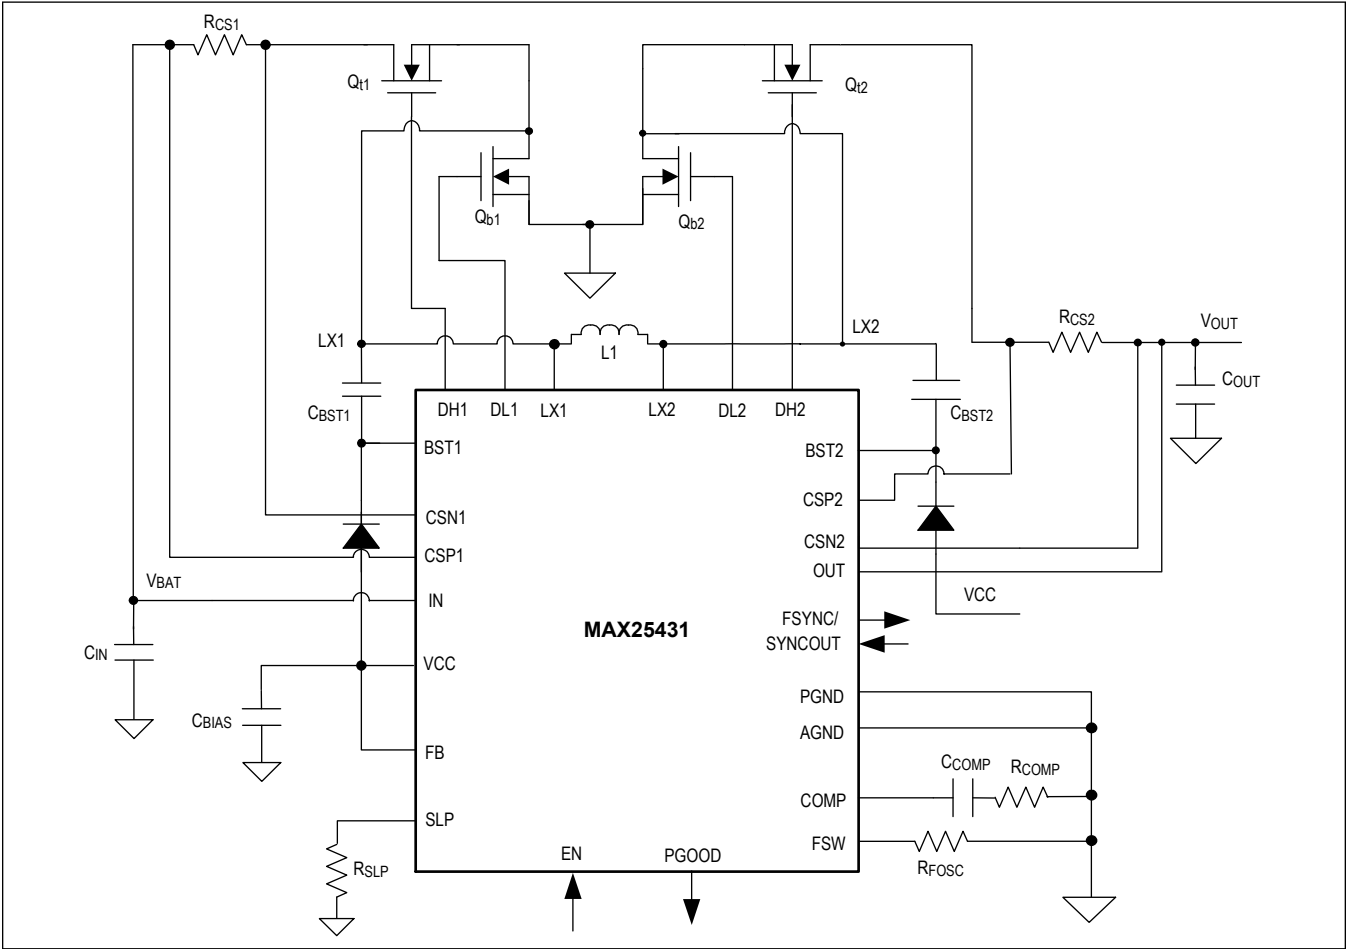 RCS1
Qt1
Qt2
Qb1
Qb2
LX1
L1
LX2
RCS2
VOUT
COUT
CBST1
DH1
DL1
LX1
LX2
DL2
DH2
CBST2
BST1
BST2
CSP2
CSN1
CSN2
CSP1
OUT
VBAT
IN
VCC
FSYNC/
SYNCOUT
MAX25431
CIN
VCC
CBIAS
PGND
AGND
FB
CCOMP
RCOMP
COMP
SLP
FSW
RSLP
EN
PGOOD
RFOSC